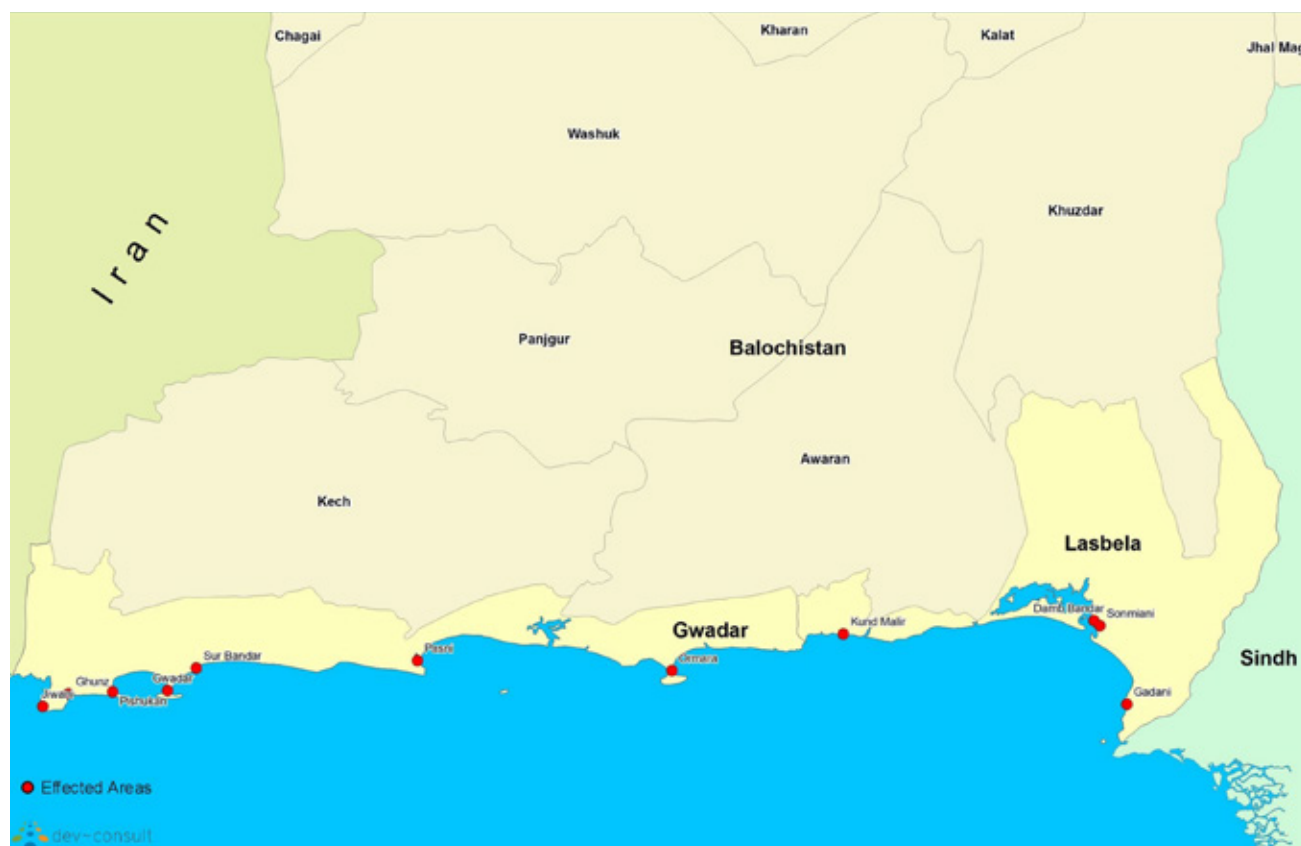 Chagai
Kharan
Kalat
Jhal Mag
Washuk
Iran
Khuzdar
Panjgur
Balochistan
Awaran
Kech
Lasbela
Damb Bandar
Sonmiani
Kund Malir
Gwadar
Sindh
Pasni
Ormara
Sur Bandar
Ghunz
Gwadar
Jiwani
Pishukan
Gadani
Effected Areas
dev~consult